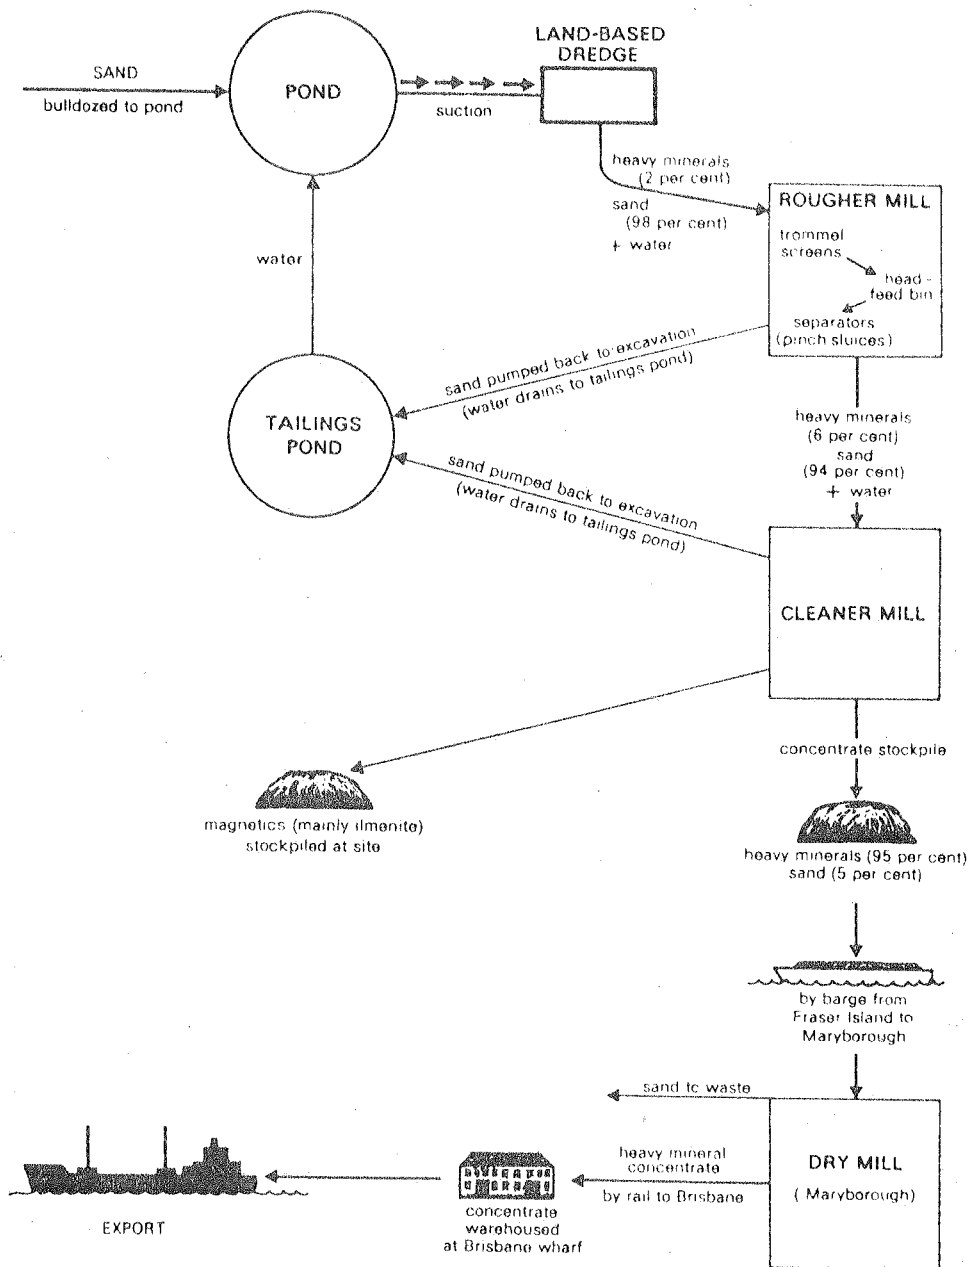 LAND-BASED
DREDGE
SAND
bulldozed to pond
POND
suction
heavy minerals
(2 per cent)
sand
(98 per cent)
+ water
ROUGHER MILL
trommel
screens
head-
feed bin
separators
(pinch sluices)
water
sand pumped back to excavation
(water drains to tailings pond)
TAILINGS
POND
heavy minerals
(6 per cent)
sand
(94 per cent)
+ water
sand pumped back to excavation
(water drains to tailings pond)
CLEANER MILL
concentrate stockpile
magnetics (mainly ilmenite)
stockpiled at site
heavy minerals (95 per cent)
sand (5 per cent)
by barge from
Fraser Island to
Maryborough
sand to waste
heavy mineral
concentrate
by rail to Brisbane
DRY MILL
(Maryborough)
concentrate
warehoused
at Brisbane wharf
EXPORT